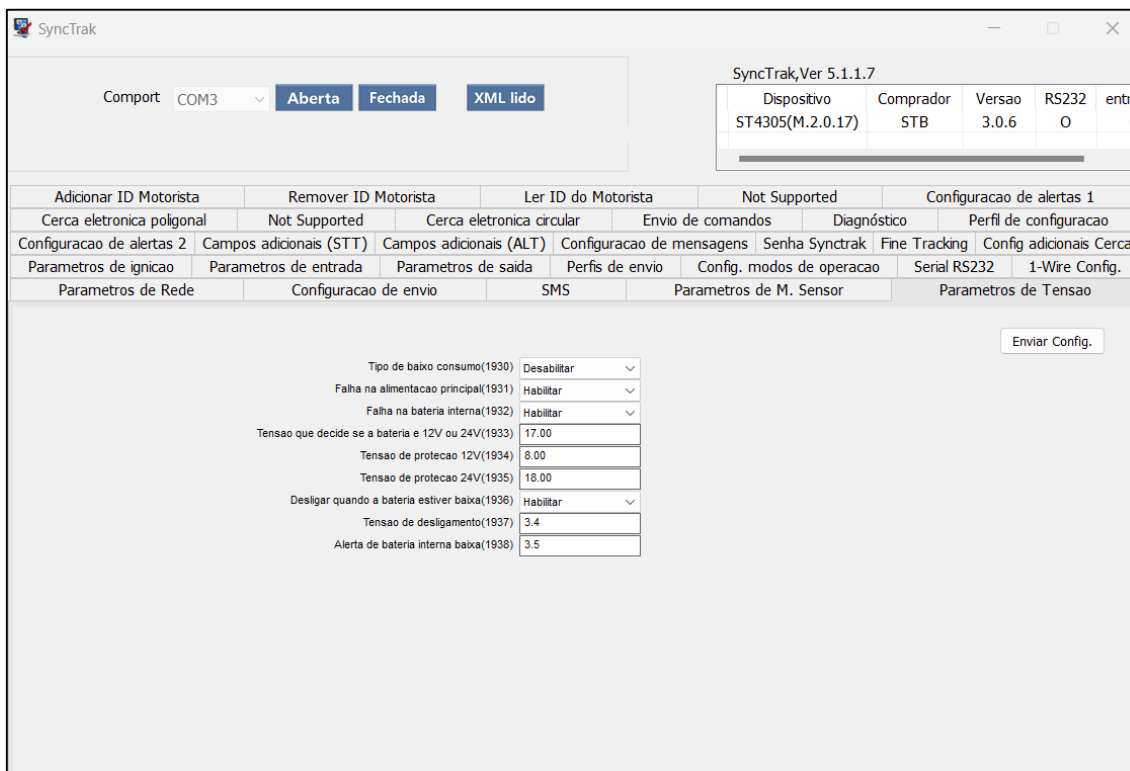 SyncTrak
SyncTrak,Ver 5.1.1.7
Comport COM3 Aberta Fechada XML lido
Dispositivo Comprador Versao RS232 entr
ST4305(M.2.0.17) STB 3.0.6 O
Adicionar ID Motorista Remover ID Motorista Ler ID do Motorista Not Supported Configuracao de alertas 1
Cerca eletronica poligonal Not Supported Cerca eletronica circular Envio de comandos Diagnóstico Perfil de configuracao
Configuracao de alertas 2 Campos adicionais (STT) Campos adicionais (ALT) Configuracao de mensagens Senha Synctrak Fine Tracking Config adicionais Cerca
Parametros de ignicao Parametros de entrada Parametros de saida Perfis de envio Config. modos de operacao Serial RS232 1-Wire Config.
Parametros de Rede Configuracao de envio SMS Parametros de M. Sensor Parametros de Tensao
Enviar Config.
Tipo de baixo consumo(1930) Desabilitar
Falha na alimentacao principal(1931) Habilitar
Falha na bateria interna(1932) Habilitar
Tensao que decide se a bateria e 12V ou 24V(1933) 17.00
Tensao de protecao 12V(1934) 8.00
Tensao de protecao 24V(1935) 18.00
Desligar quando a bateria estiver baixa(1936) Habilitar
Tensao de desligamento(1937) 3.4
Alerta de bateria interna baixa(1938) 3.5